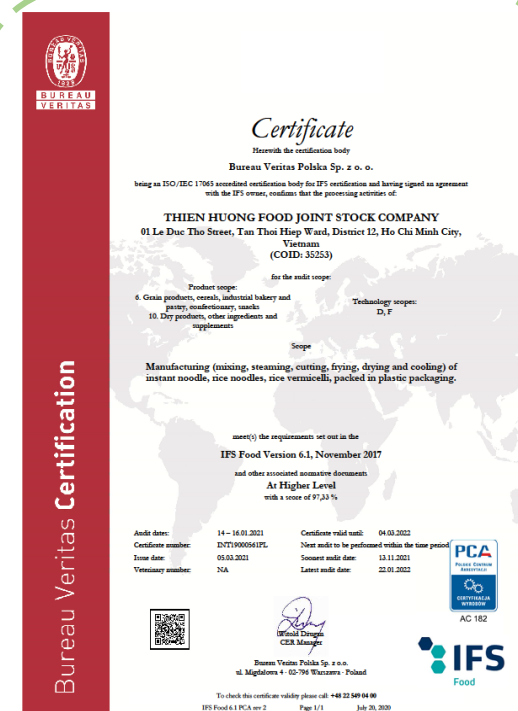 BUREAU
VERITAS
Bureau Veritas Certification
Certificate
Herewith the certification body
Bureau Veritas Polska Sp. z o. o.
being an ISO/IEC 17065 accredited certification body for IFS certification and having signed an agreement
with the IFS owner, confirms that the processing activities of:
THIEN HUONG FOOD JOINT STOCK COMPANY
01 Le Duc Tho Street, Tan Thoi Hiep Ward, District 12, Ho Chi Minh City,
Vietnam
(COID: 35253)
for the audit scope:
Product scope:
6. Grain products, cereals, industrial bakery and
pastry, confectionary, snacks
10. Dry products, other ingredients and
supplements
Technology scopes:
D, F
Scope
Manufacturing (mixing, steaming, cutting, frying, drying and cooling) of
instant noodle, rice noodles, rice vermicelli, packed in plastic packaging.
meet(s) the requirements set out in the
IFS Food Version 6.1, November 2017
and other associated normative documents
At Higher Level
with a score of 97,33 %
Audit dates: 14 – 16.01.2021
Certificate number: INT19000561PL
Issue date: 05.03.2021
Veterinary number: NA
Certificate valid until: 04.03.2022
Next audit to be performed within the time period
Soonest audit date: 13.11.2021
Latest audit date: 22.01.2022
PCA
POLSKIE CENTRUM
AKREDYTACJI
CERTYFIKACJA
WYROBÓW
AC 182
Witold Dzugan
CER Manager
Bureau Veritas Polska Sp. z o.o.
ul. Migdałowa 4 - 02-796 Warszawa - Poland
IFS
Food
To check this certificate validity please call: +48 22 549 04 00
IFS Food 6.1 PCA rev 2 Page 1/1 July 20, 2020